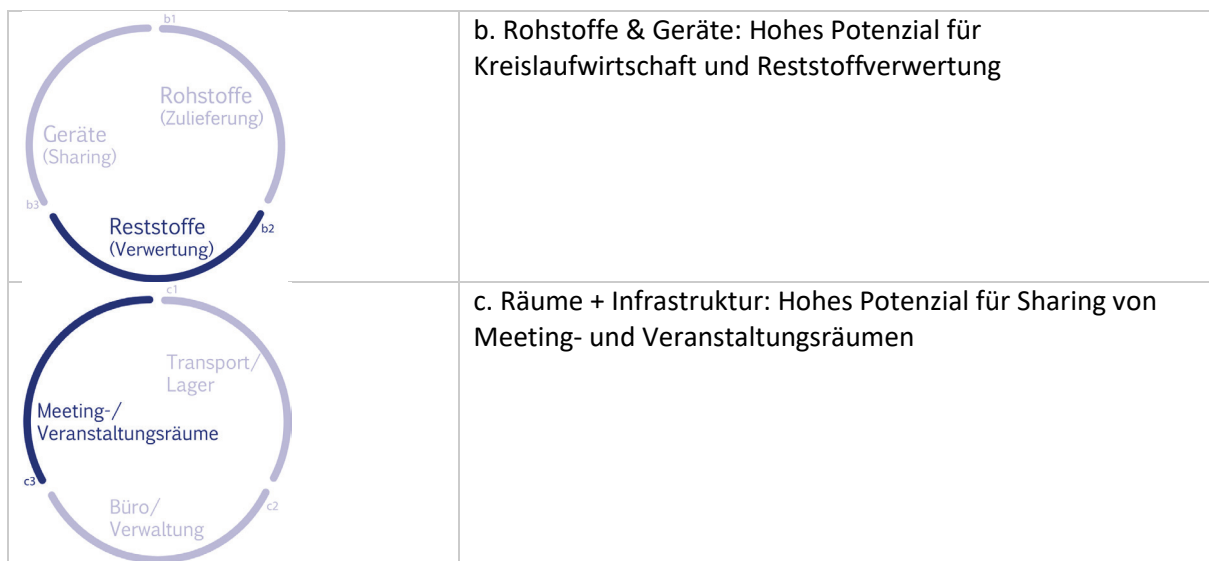 b1
Rohstoffe
(Zulieferung)
Geräte
(Sharing)
b3
Reststoffe
(Verwertung)
b2
b. Rohstoffe & Geräte: Hohes Potenzial für
Kreislaufwirtschaft und Reststoffverwertung
c1
Transport/
Lager
Meeting-/
Veranstaltungsräume
c3
Büro/
Verwaltung
c2
c. Räume + Infrastruktur: Hohes Potenzial für Sharing von
Meeting- und Veranstaltungsräumen